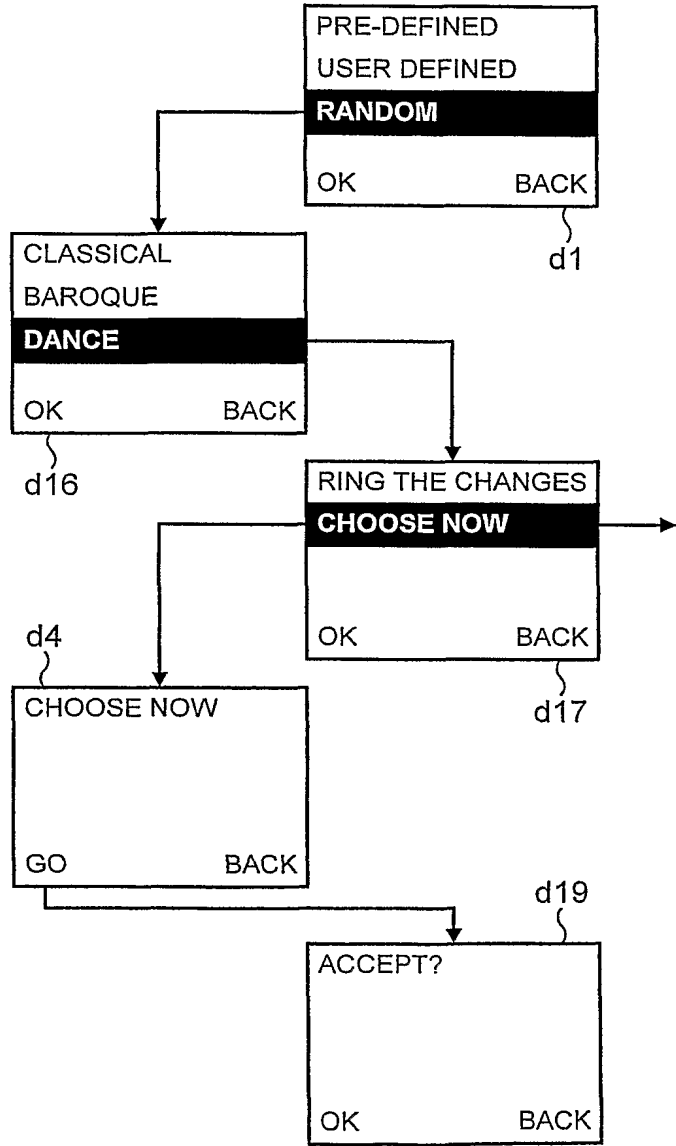 PRE-DEFINED
USER DEFINED
RANDOM
OK BACK
d1
CLASSICAL
BAROQUE
DANCE
OK BACK
d16
RING THE CHANGES
CHOOSE NOW
OK BACK
d17
d4
CHOOSE NOW
GO BACK
d19
ACCEPT?
OK BACK